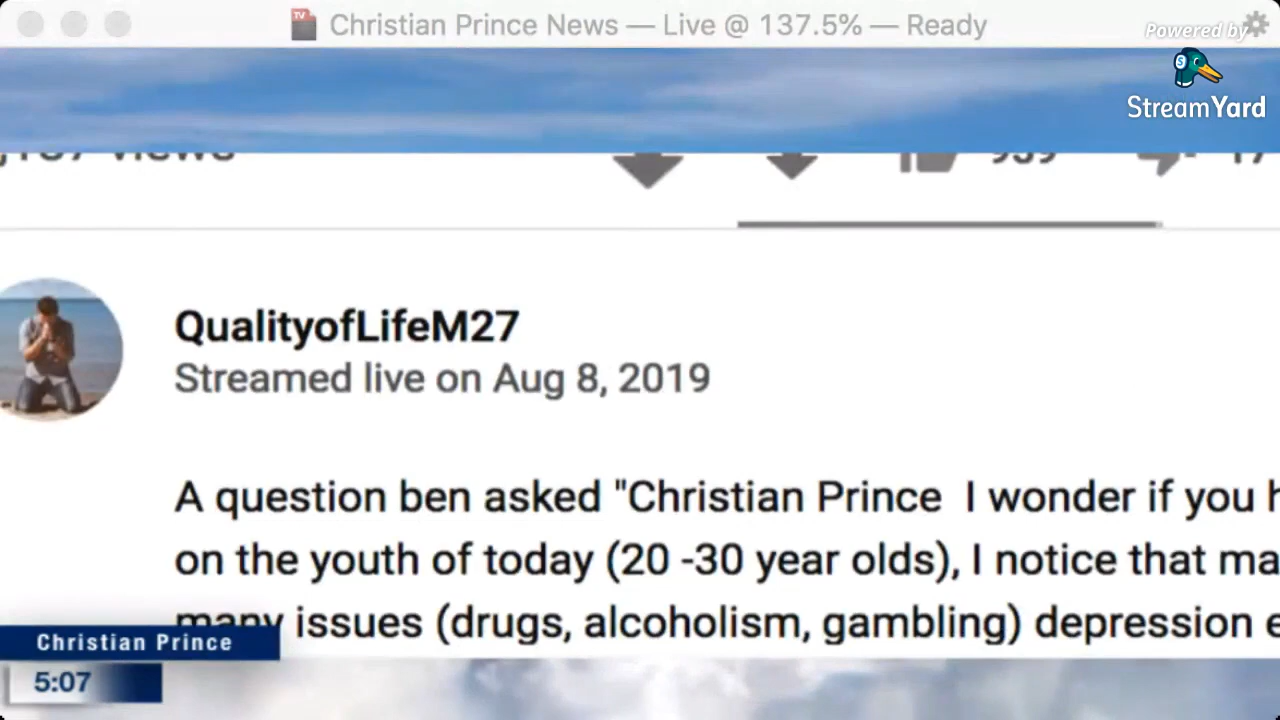 Christian Prince News — Live @ 137.5% — Ready
Powered by
StreamYard
views
QualityofLifeM27
Streamed live on Aug 8, 2019
A question ben asked "Christian Prince I wonder if you
on the youth of today (20 -30 year olds), I notice that
many issues (drugs, alcoholism, gambling) depression
Christian Prince
5:07